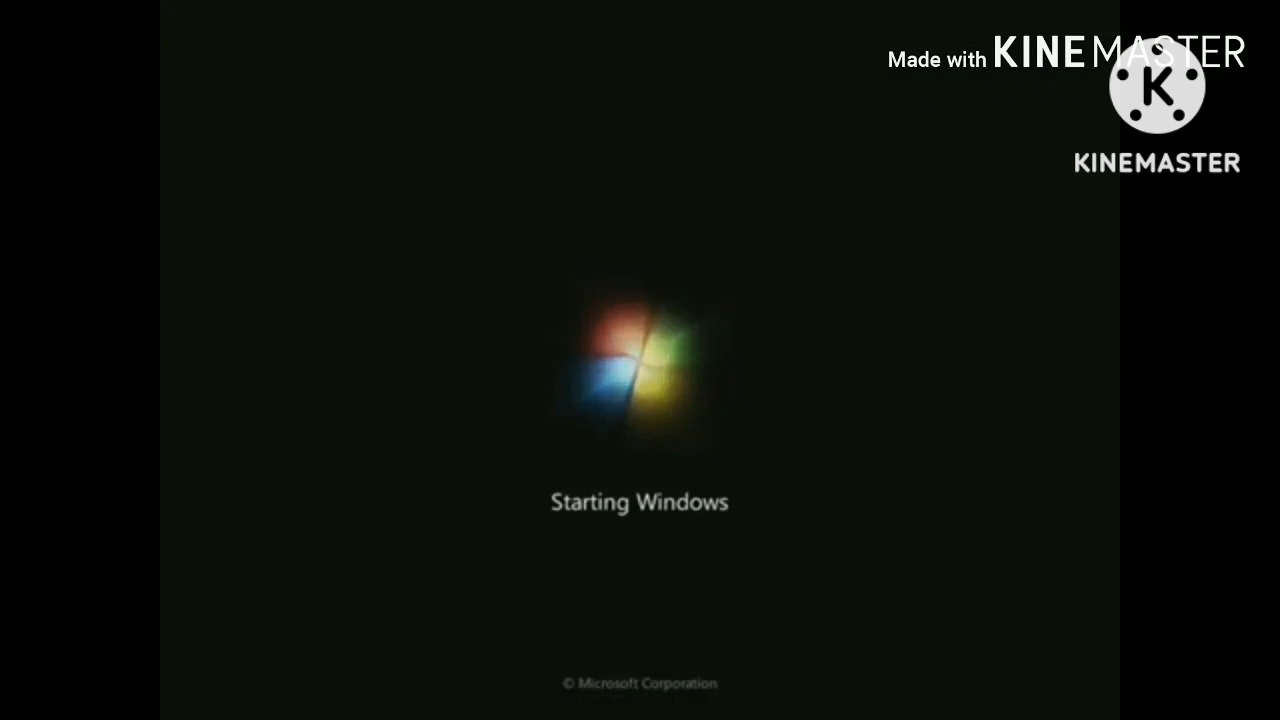 Made with KINEMASTER
K
KINEMASTER
Starting Windows
© Microsoft Corporation